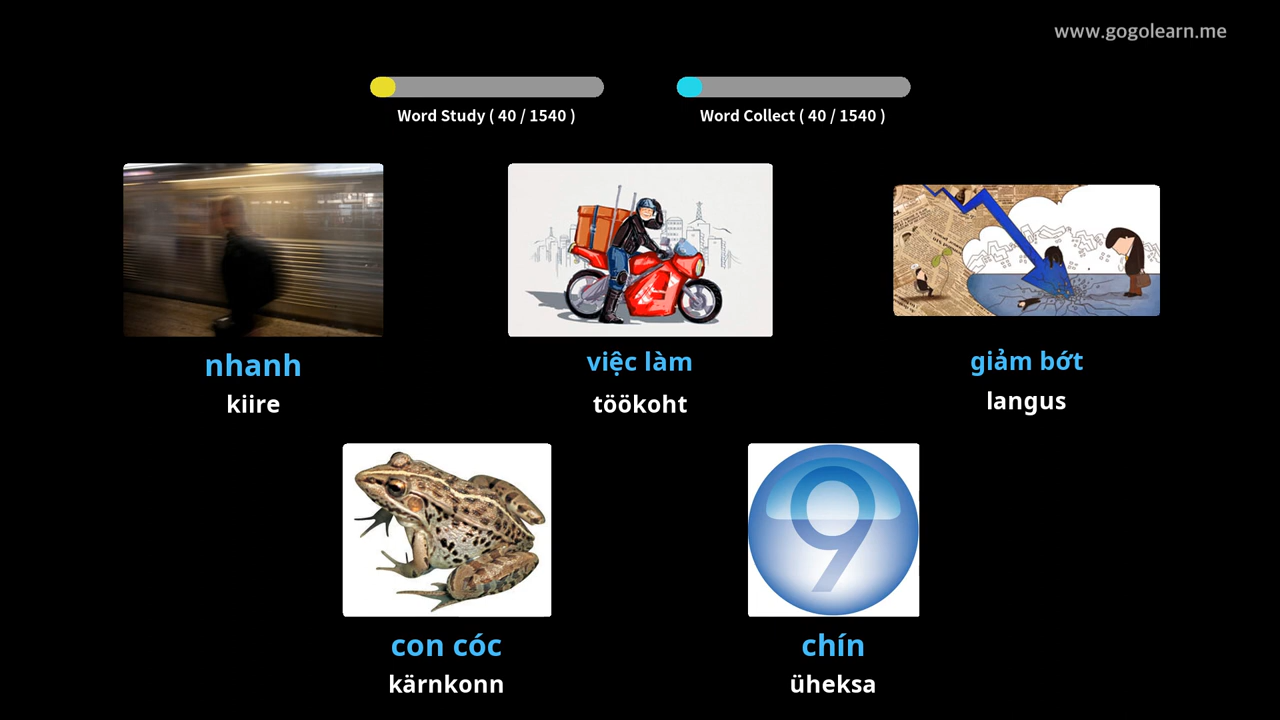 www.gogolearn.me
Word Study ( 40 / 1540 )
Word Collect ( 40 / 1540 )
nhanh
kiire
việc làm
töökoht
giảm bớt
langus
con cóc
kärnkonn
9
chín
üheksa